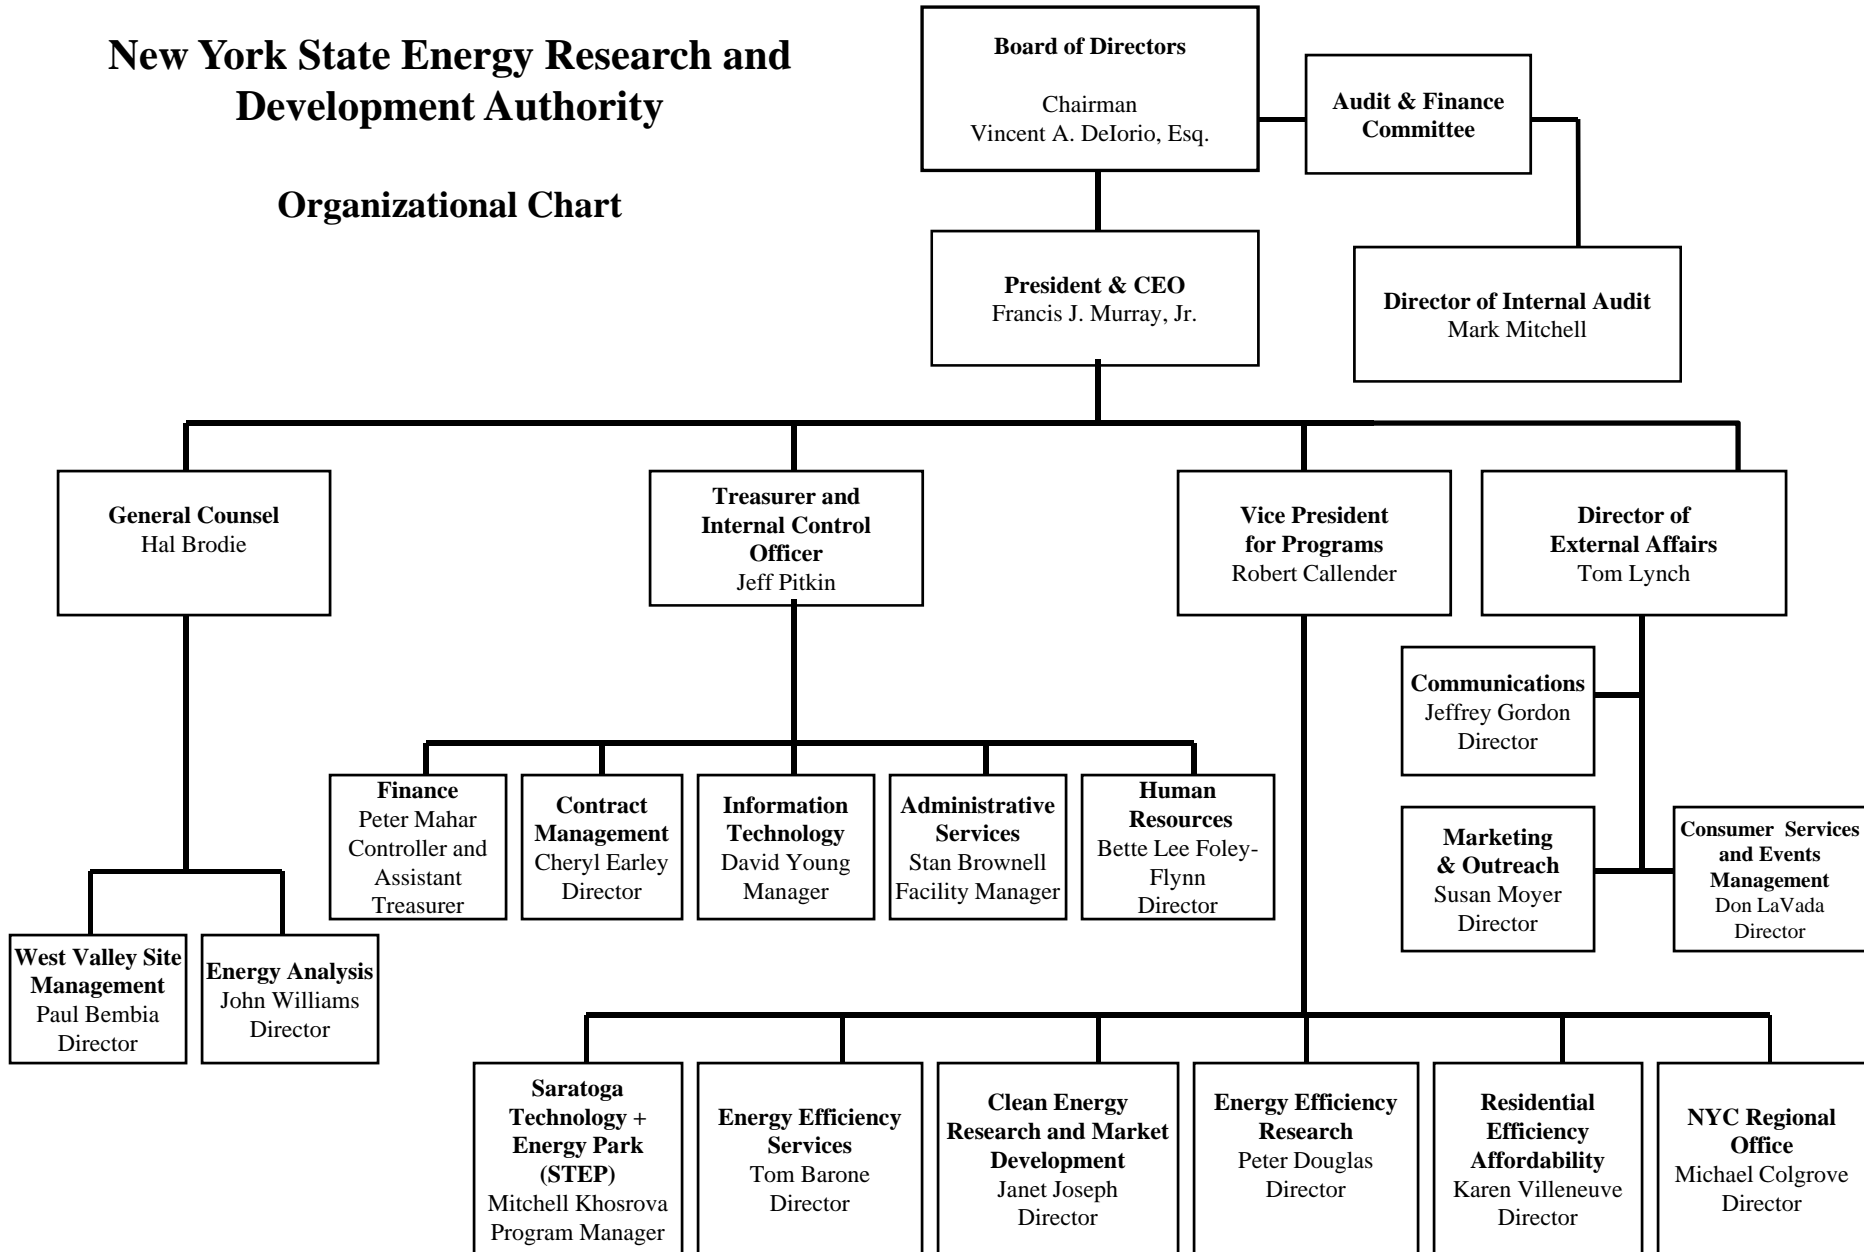 New York State Energy Research and
Development Authority
Organizational Chart
Board of Directors
Chairman
Vincent A. DeIorio, Esq.
Audit & Finance
Committee
President & CEO
Francis J. Murray, Jr.
Director of Internal Audit
Mark Mitchell
General Counsel
Hal Brodie
Treasurer and
Internal Control
Officer
Jeff Pitkin
Vice President
for Programs
Robert Callender
Director of
External Affairs
Tom Lynch
Communications
Jeffrey Gordon
Director
Finance
Peter Mahar
Controller and
Assistant
Treasurer
Contract
Management
Cheryl Earley
Director
Information
Technology
David Young
Manager
Administrative
Services
Stan Brownell
Facility Manager
Human
Resources
Bette Lee Foley-
Flynn
Director
Marketing
& Outreach
Susan Moyer
Director
Consumer Services
and Events
Management
Don LaVada
Director
West Valley Site
Management
Paul Bembia
Director
Energy Analysis
John Williams
Director
Saratoga
Technology +
Energy Park
(STEP)
Mitchell Khosrova
Program Manager
Energy Efficiency
Services
Tom Barone
Director
Clean Energy
Research and Market
Development
Janet Joseph
Director
Energy Efficiency
Research
Peter Douglas
Director
Residential
Efficiency
Affordability
Karen Villeneuve
Director
NYC Regional
Office
Michael Colgrove
Director